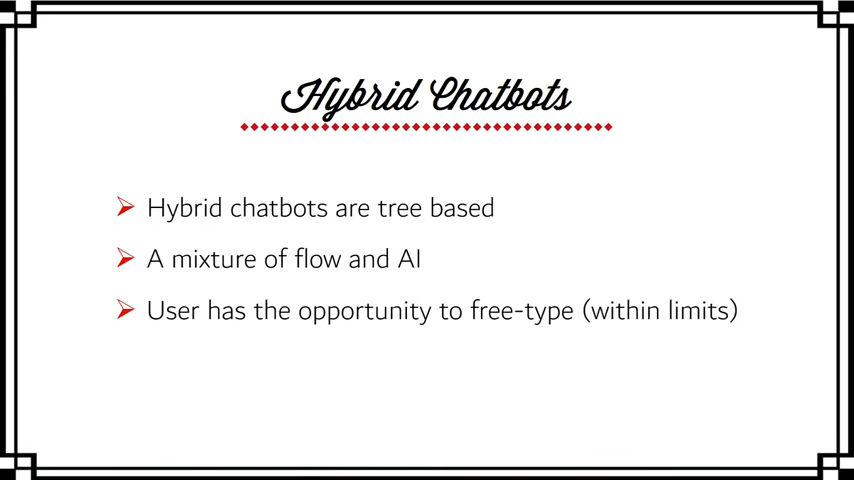 Hybrid Chatbots
Hybrid chatbots are tree based
A mixture of flow and AI
User has the opportunity to free-type (within limits)